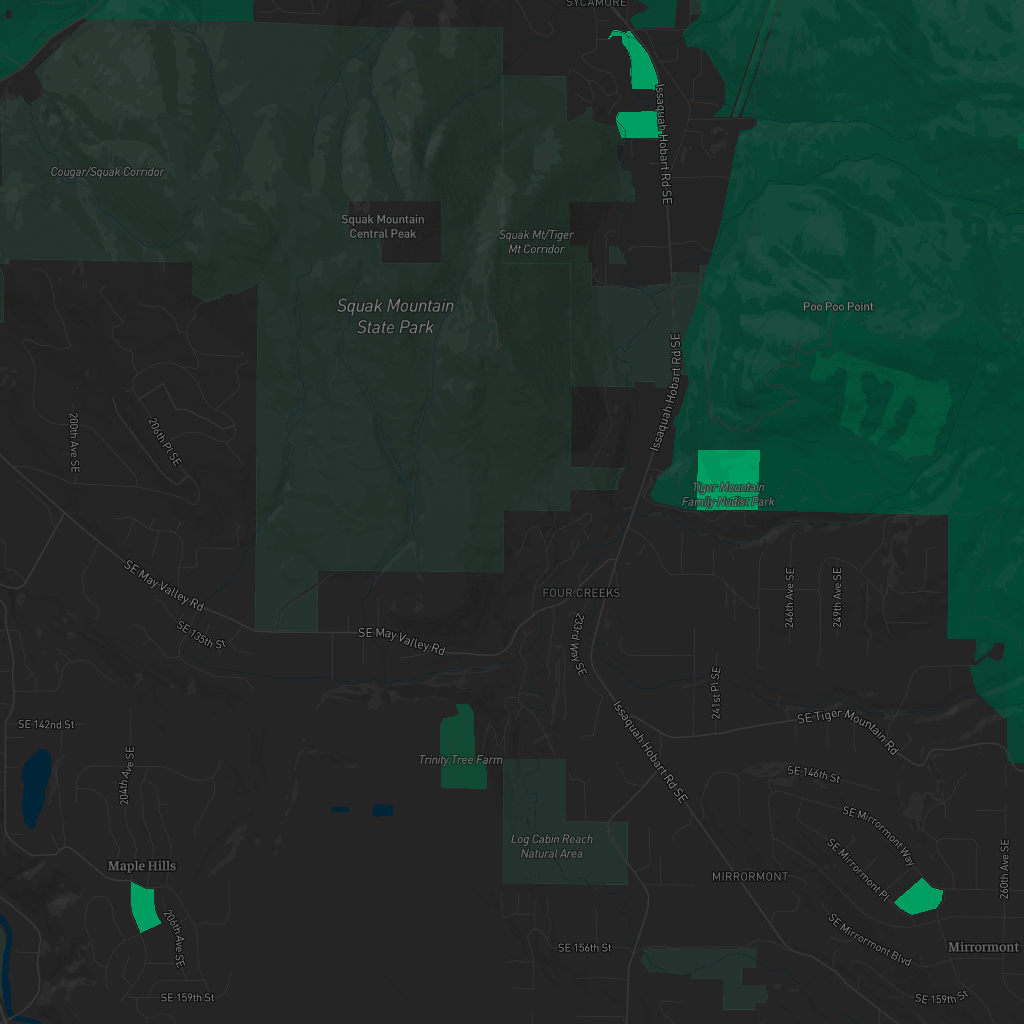 SYCAMORE
Issaquah Hobart Rd SE
Cougar/Squak Corridor
Squak Mountain
Central Peak
Squak Mt/Tiger
Mt Corridor
Squak Mountain
State Park
Poo Poo Point
Issaquah Hobart Rd SE
200th Ave SE
206th Pl SE
Tiger Mountain
Family Nudist Park
SE May Valley Rd
FOUR CREEKS
246th Ave SE
249th Ave SE
SE 135th St
SE May Valley Rd
233rd Way SE
241st Pl SE
SE 142nd St
Issaquah Hobart Rd SE
SE Tiger Mountain Rd
204th Ave SE
Trinity Tree Farm
SE 146th St
SE Mirrormont Way
Log Cabin Reach
Natural Area
SE Mirrormont Pl
260th Ave SE
Maple Hills
MIRRORMONT
206th Ave SE
SE 156th St
SE Mirrormont Blvd
Mirrormont
SE 159th St
SE 159th St